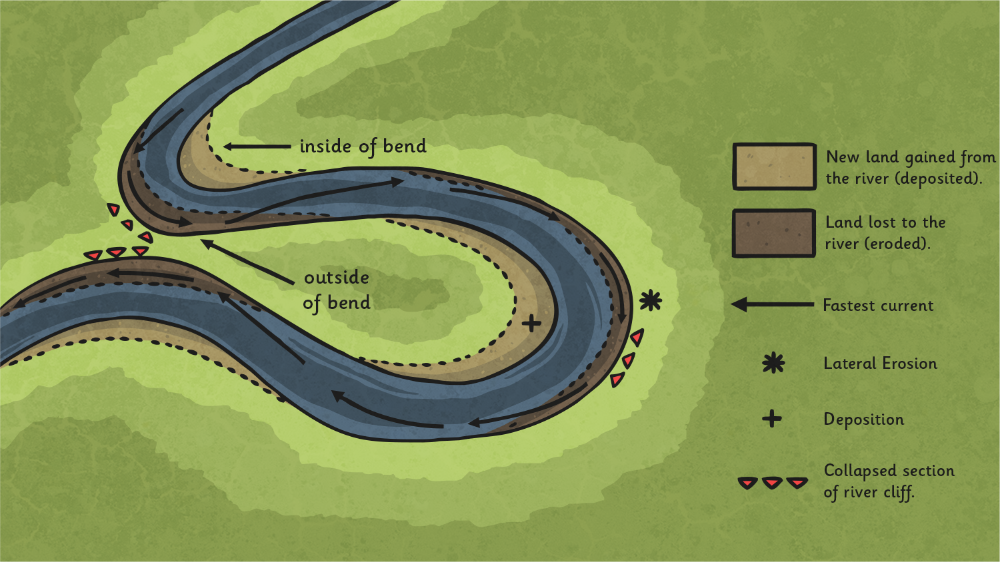 inside of bend
outside
of bend
New land gained from
the river (deposited).
Land lost to the
river (eroded).
Fastest current
Lateral Erosion
Deposition
Collapsed section
of river cliff.